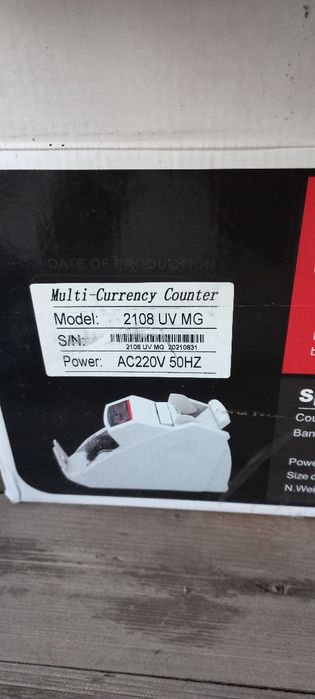 DATE OF PRODUCTION
Multi-Currency Counter
Model: 2108 UV MG
S/N:
2108 UV MG 20210831
Power: AC220V 50HZ
Cou
Ban
Powe
Size o
N.Wei